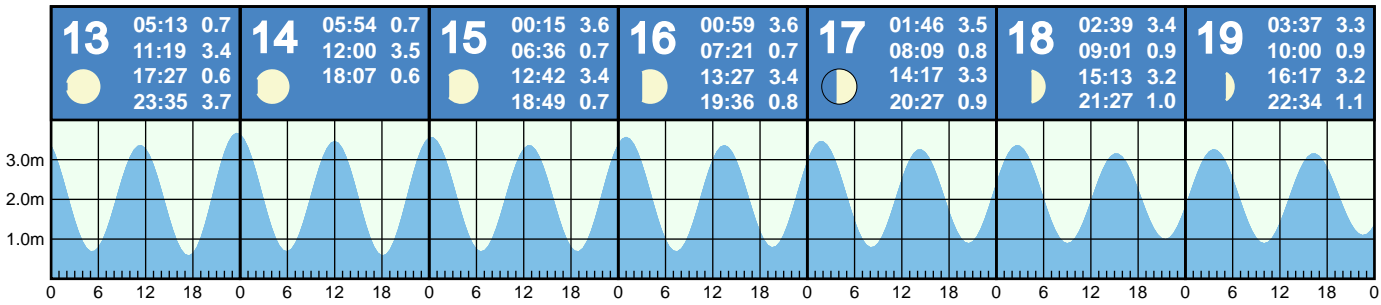 13 05:13 0.7 14 05:54 0.7 15 00:15 3.6 16 00:59 3.6 17 01:46 3.5 18 02:39 3.4 19 03:37 3.3
11:19 3.4 12:00 3.5 06:36 0.7 07:21 0.7 08:09 0.8 09:01 0.9 10:00 0.9
17:27 0.6 18:07 0.6 12:42 3.4 13:27 3.4 14:17 3.3 15:13 3.2 16:17 3.2
23:35 3.7 18:49 0.7 19:36 0.8 20:27 0.9 21:27 1.0 22:34 1.1
3.0m
2.0m
1.0m
0 6 12 18 0 6 12 18 0 6 12 18 0 6 12 18 0 6 12 18 0 6 12 18 0 6 12 18 0